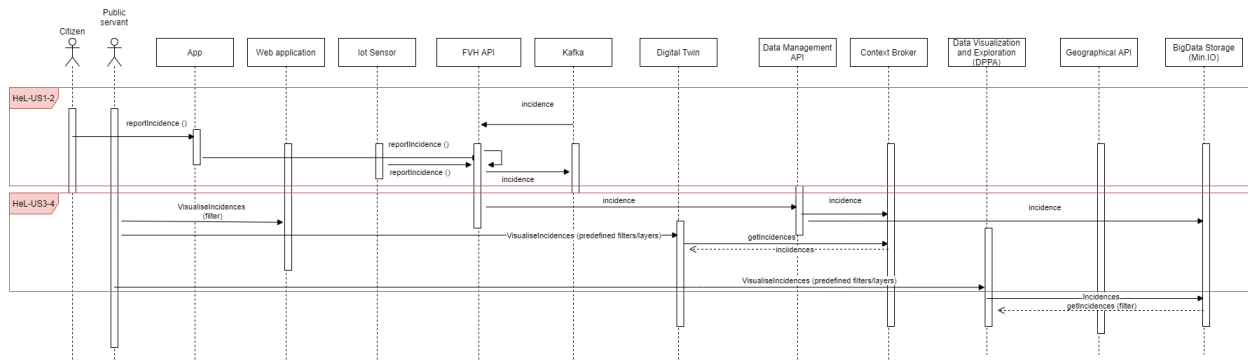 Public
servant
Citizen
App
Web application
Iot Sensor
FVH API
Kafka
Digital Twin
Data Management
API
Context Broker
Data Visualization
and Exploration
(DPPA)
Geographical API
BigData Storage
(Min.IO)
HeL-US1-2
incidence
reportIncidence ()
reportIncidence ()
reportIncidence ()
incidence
HeL-US3-4
VisualiseIncidences
(filter)
incidence
incidence
incidence
VisualiseIncidences (predefined filters/layers)
getIncidences
inciidences
VisualiseIncidences (predefined filters/layers)
Incidences
getIncidences (filter)